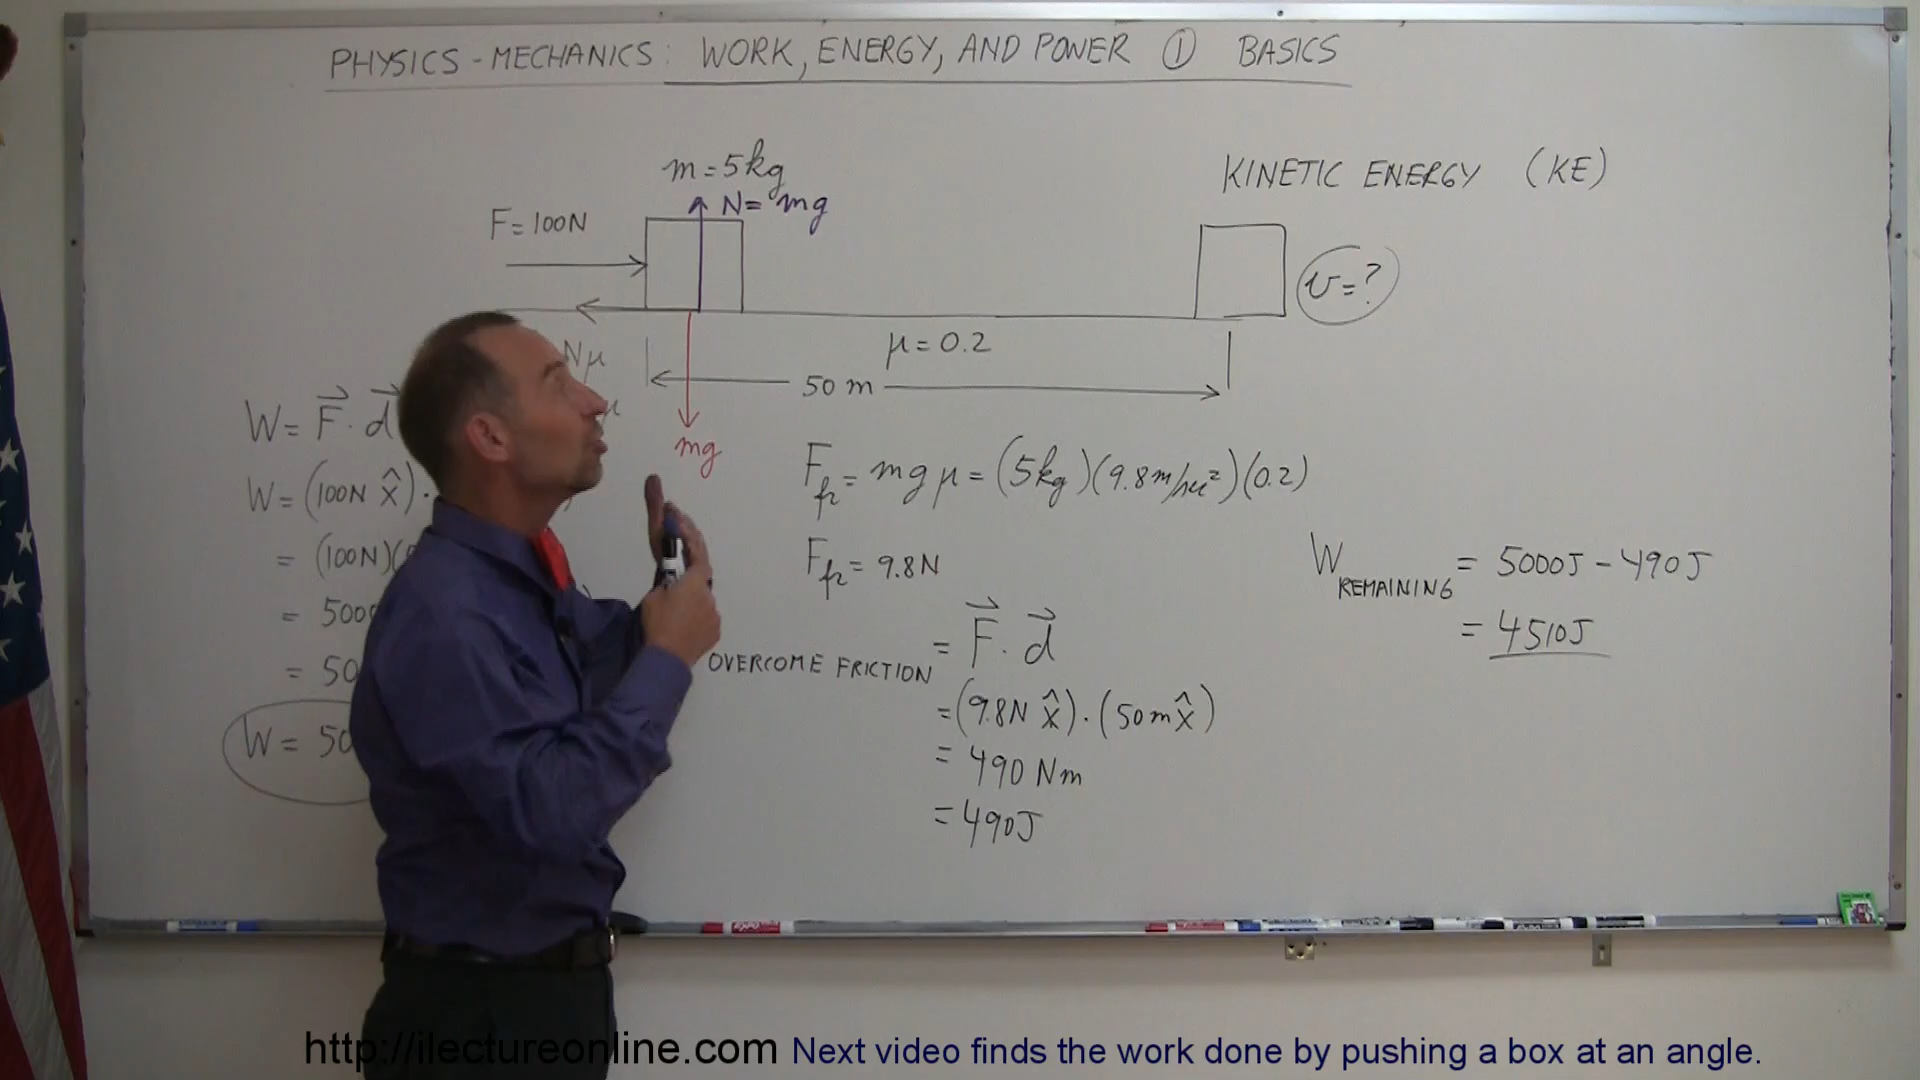 PHYSICS - MECHANICS: WORK, ENERGY, AND POWER ① BASICS
m = 5kg
N = mg
F = 100N
KINETIC ENERGY (KE)
v = ?
μ = 0.2
Nμ
50 m
mg
W = F⃗ · d⃗
W = (100N x̂) ·
= (100N)(
= 500
= 50
W = 50
F_fr = mgμ = (5kg)(9.8m/sec²)(0.2)
F_fr = 9.8N
OVERCOME FRICTION = F⃗ · d⃗
= (9.8N x̂) · (50m x̂)
= 490 Nm
= 490J
W_REMAINING = 5000J - 490J
= 4510J
http://ilectureonline.com Next video finds the work done by pushing a box at an angle.